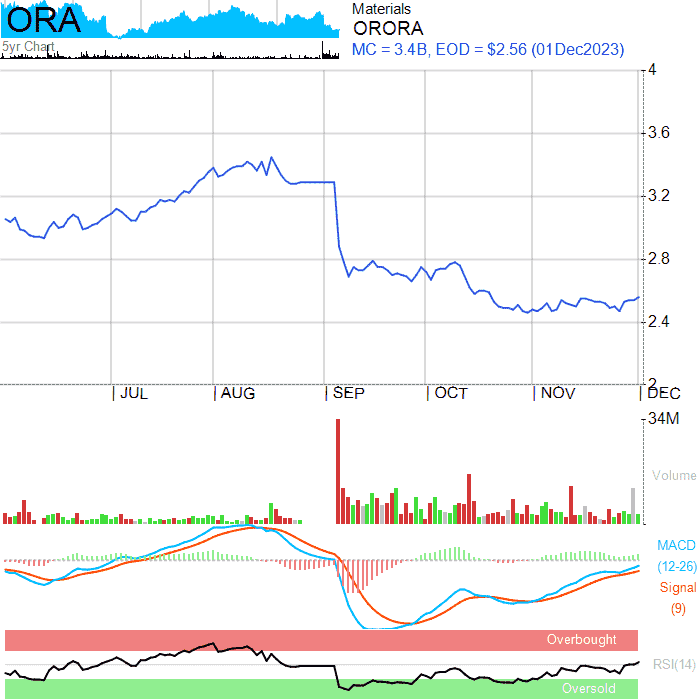 ORA
5yr Chart
Materials
ORORA
MC = 3.4B, EOD = $2.56 (01Dec2023)
4
3.6
3.2
2.8
2.4
2
JUL
AUG
SEP
OCT
NOV
DEC
34M
Volume
MACD
(12-26)
Signal
(9)
Overbought
RSI(14)
Oversold